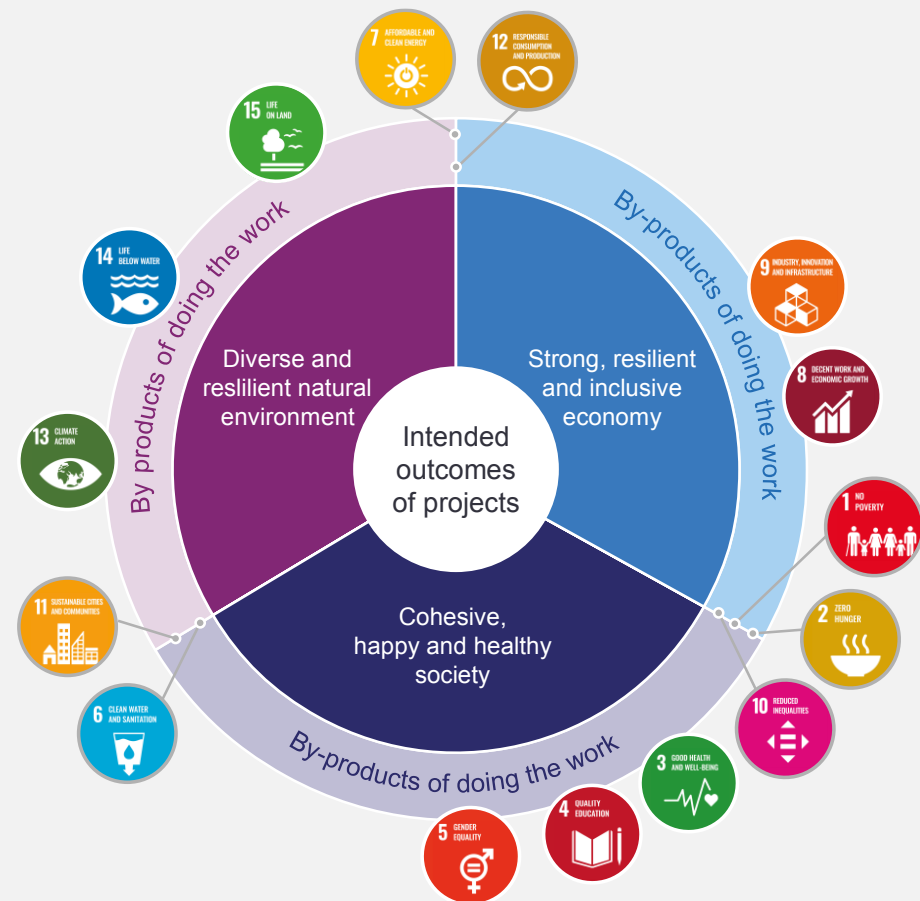 7 AFFORDABLE AND
CLEAN ENERGY
12 RESPONSIBLE
CONSUMPTION
AND PRODUCTION
15 LIFE
ON LAND
14 LIFE
BELOW WATER
13 CLIMATE
ACTION
11 SUSTAINABLE CITIES
AND COMMUNITIES
6 CLEAN WATER
AND SANITATION
5 GENDER
EQUALITY
4 QUALITY
EDUCATION
3 GOOD HEALTH
AND WELL-BEING
10 REDUCED
INEQUALITIES
2 ZERO
HUNGER
1 NO
POVERTY
8 DECENT WORK AND
ECONOMIC GROWTH
9 INDUSTRY, INNOVATION
AND INFRASTRUCTURE
By products of doing the work
By-products of doing the work
By-products of doing the work
Diverse and
reslilient natural
environment
Strong, resilient
and inclusive
economy
Intended
outcomes
of projects
Cohesive,
happy and healthy
society